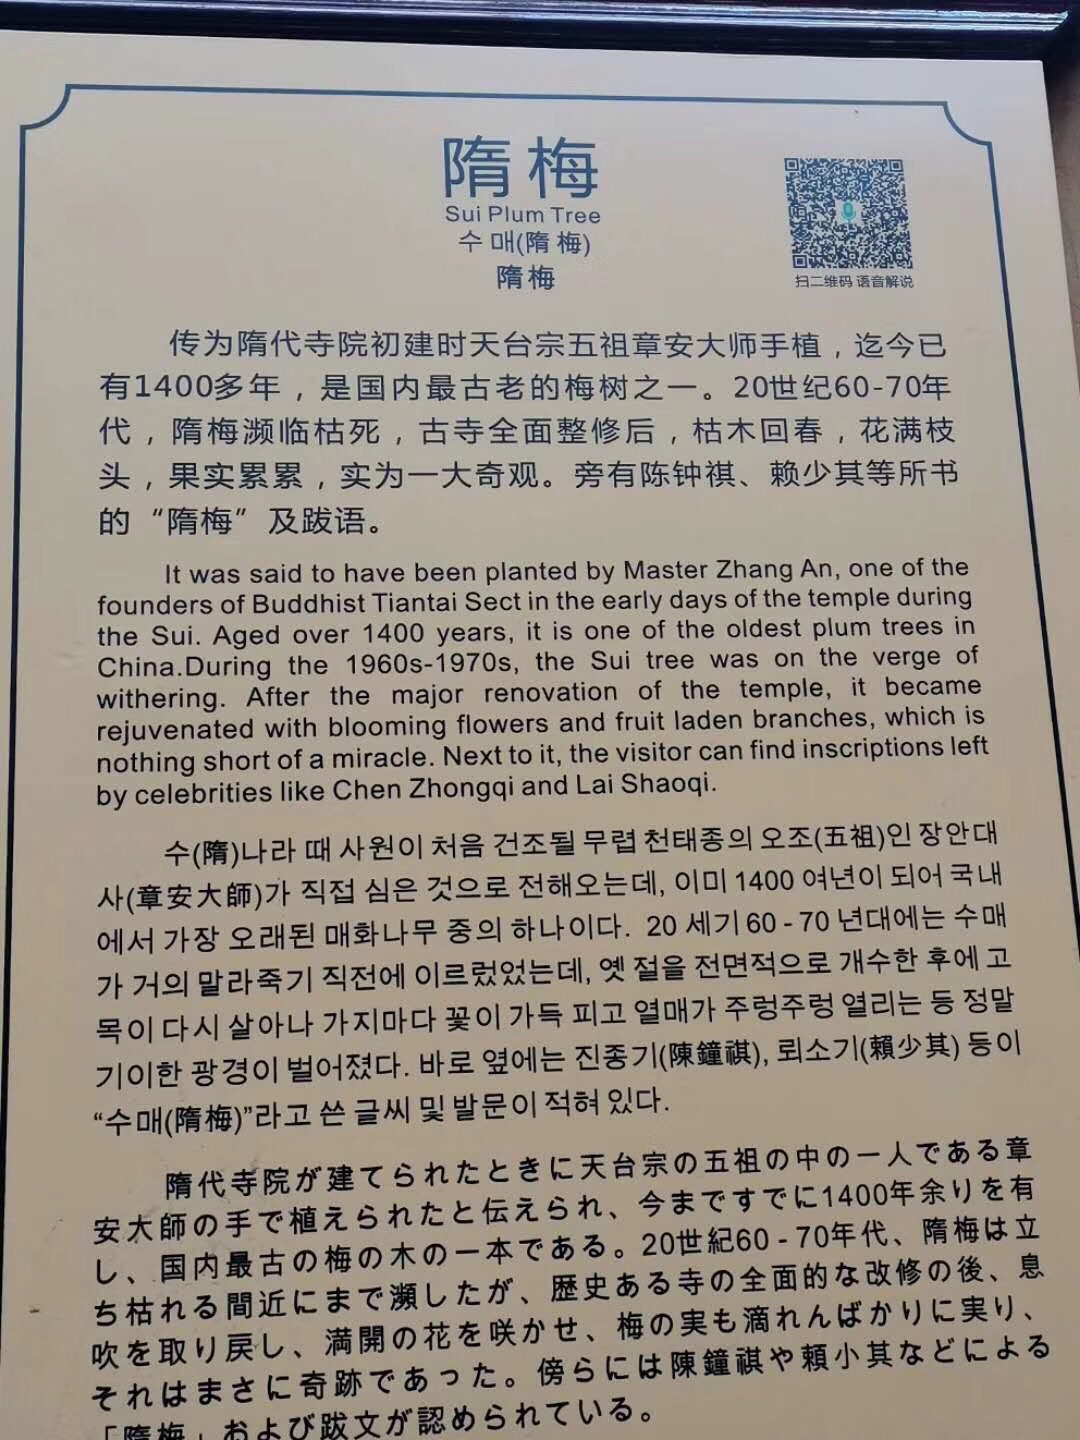 隋梅
Sui Plum Tree
수 매(隋 梅)
隋梅
扫二维码 语音解说
传为隋代寺院初建时天台宗五祖章安大师手植，迄今已
有1400多年，是国内最古老的梅树之一。20世纪60-70年
代，隋梅濒临枯死，古寺全面整修后，枯木回春，花满枝
头，果实累累，实为一大奇观。旁有陈钟祺、赖少其等所书
的“隋梅”及跋语。
It was said to have been planted by Master Zhang An, one of the
founders of Buddhist Tiantai Sect in the early days of the temple during
the Sui. Aged over 1400 years, it is one of the oldest plum trees in
China.During the 1960s-1970s, the Sui tree was on the verge of
withering. After the major renovation of the temple, it became
rejuvenated with blooming flowers and fruit laden branches, which is
nothing short of a miracle. Next to it, the visitor can find inscriptions left
by celebrities like Chen Zhongqi and Lai Shaoqi.
수(隋)나라 때 사원이 처음 건조될 무렵 천태종의 오조(五祖)인 장안대
사(章安大師)가 직접 심은 것으로 전해오는데, 이미 1400 여년이 되어 국내
에서 가장 오래된 매화나무 중의 하나이다. 20 세기 60 - 70 년대에는 수매
가 거의 말라죽기 직전에 이르렀었는데, 옛 절을 전면적으로 개수한 후에 고
목이 다시 살아나 가지마다 꽃이 가득 피고 열매가 주렁주렁 열리는 등 정말
기이한 광경이 벌어졌다. 바로 옆에는 진종기(陳鐘祺), 뢰소기(賴少其) 등이
“수매(隋梅)”라고 쓴 글씨 및 발문이 적혀 있다.
隋代寺院が建てられたときに天台宗の五祖の中の一人である章
安大師の手で植えられたと伝えられ、今まですでに1400年余りを有
し、国内最古の梅の木の一本である。20世紀60 - 70年代、隋梅は立
ち枯れる間近にまで瀕したが、歴史ある寺の全面的な改修の後、息
吹を取り戻し、満開の花を咲かせ、梅の実も滴れんばかりに実り、
それはまさに奇跡であった。傍らには陳鐘祺や頼小其などによる
「隋梅」および跋文が認められている。